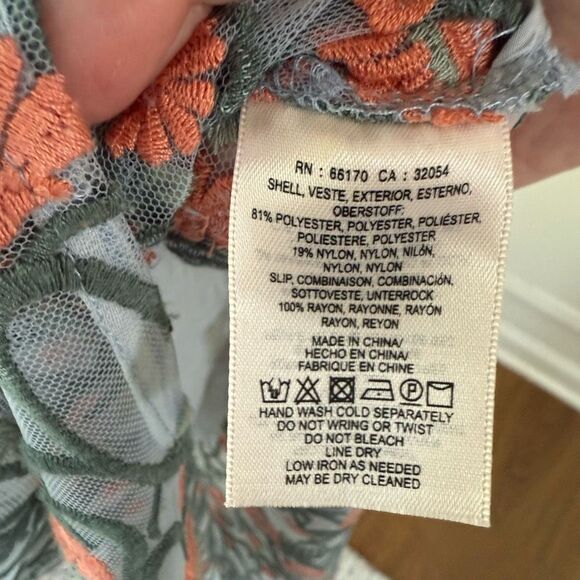 RN : 66170 CA : 32054
SHELL, VESTE, EXTERIOR, ESTERNO,
OBERSTOFF:
81% POLYESTER, POLYESTER, POLIÉSTER,
POLIESTERE, POLYESTER
19% NYLON, NYLON, NILÓN,
NYLON, NYLON
SLIP, COMBINAISON, COMBINACIÓN,
SOTTOVESTE, UNTERROCK
100% RAYON, RAYONNE, RAYÓN
RAYON, REYON
MADE IN CHINA/
HECHO EN CHINA/
FABRIQUE EN CHINE
HAND WASH COLD SEPARATELY
DO NOT WRING OR TWIST
DO NOT BLEACH
LINE DRY
LOW IRON AS NEEDED
MAY BE DRY CLEANED